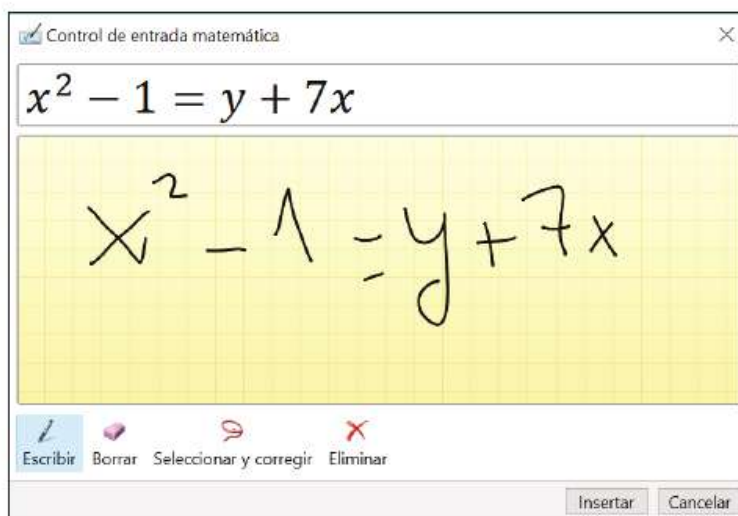 Control de entrada matemática
x² − 1 = y + 7x
x² - 1 = y + 7x
Escribir Borrar Seleccionar y corregir Eliminar
Insertar Cancelar